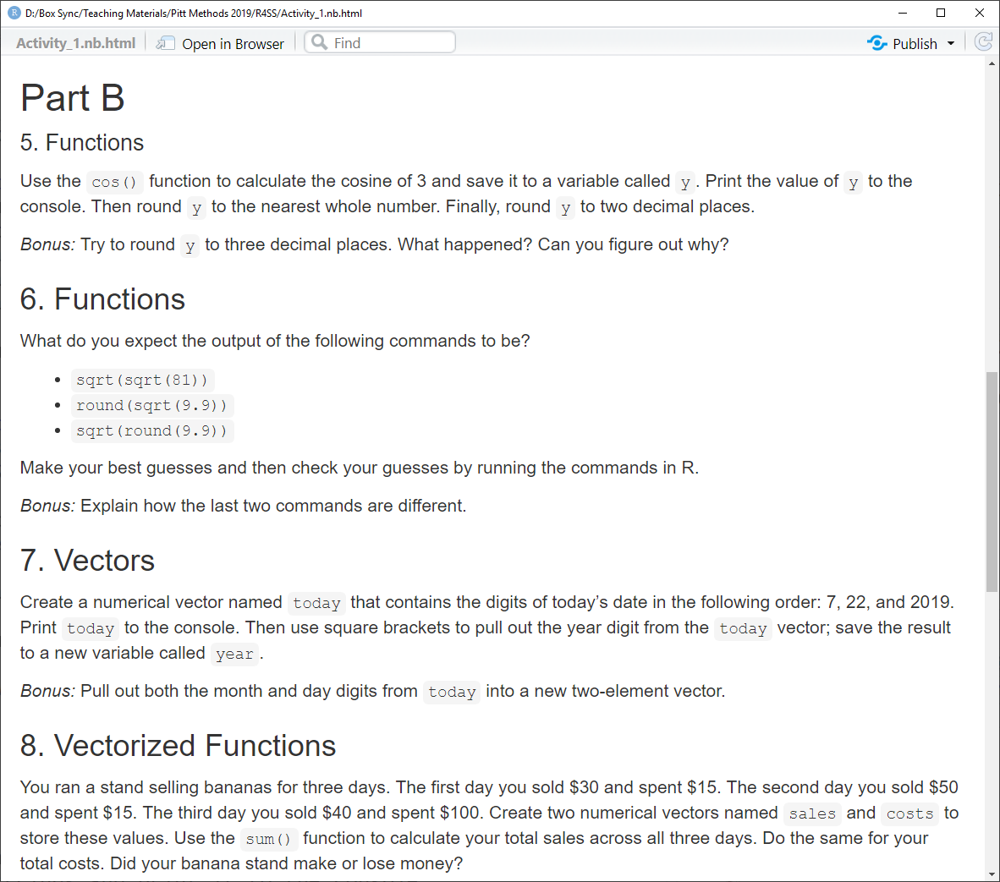 D:/Box Sync/Teaching Materials/Pitt Methods 2019/R4SS/Activity_1.nb.html
Activity_1.nb.html Open in Browser Find Publish
Part B
5. Functions
Use the cos() function to calculate the cosine of 3 and save it to a variable called y. Print the value of y to the
console. Then round y to the nearest whole number. Finally, round y to two decimal places.
Bonus: Try to round y to three decimal places. What happened? Can you figure out why?
6. Functions
What do you expect the output of the following commands to be?
• sqrt(sqrt(81))
• round(sqrt(9.9))
• sqrt(round(9.9))
Make your best guesses and then check your guesses by running the commands in R.
Bonus: Explain how the last two commands are different.
7. Vectors
Create a numerical vector named today that contains the digits of today’s date in the following order: 7, 22, and 2019.
Print today to the console. Then use square brackets to pull out the year digit from the today vector; save the result
to a new variable called year.
Bonus: Pull out both the month and day digits from today into a new two-element vector.
8. Vectorized Functions
You ran a stand selling bananas for three days. The first day you sold $30 and spent $15. The second day you sold $50
and spent $15. The third day you sold $40 and spent $100. Create two numerical vectors named sales and costs to
store these values. Use the sum() function to calculate your total sales across all three days. Do the same for your
total costs. Did your banana stand make or lose money?